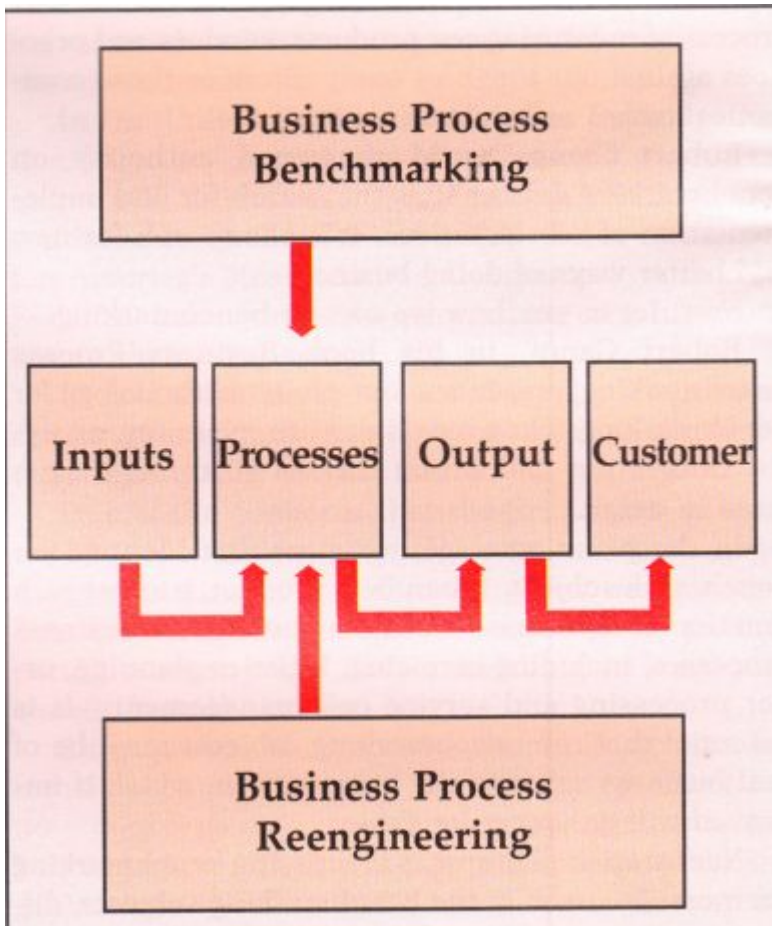 Business Process
Benchmarking
Inputs
Processes
Output
Customer
Business Process
Reengineering